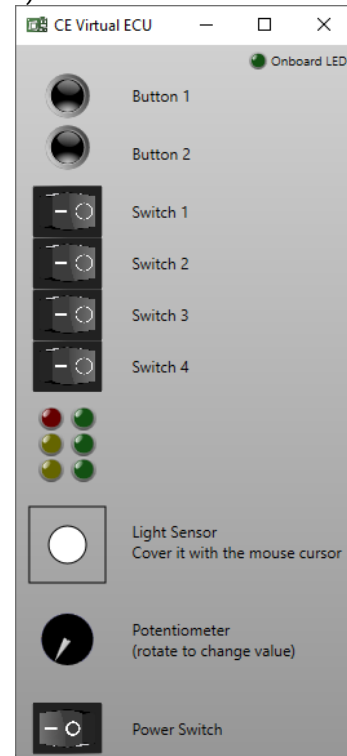 CE Virtual ECU
Onboard LED
Button 1
Button 2
Switch 1
Switch 2
Switch 3
Switch 4
Light Sensor
Cover it with the mouse cursor
Potentiometer
(rotate to change value)
Power Switch